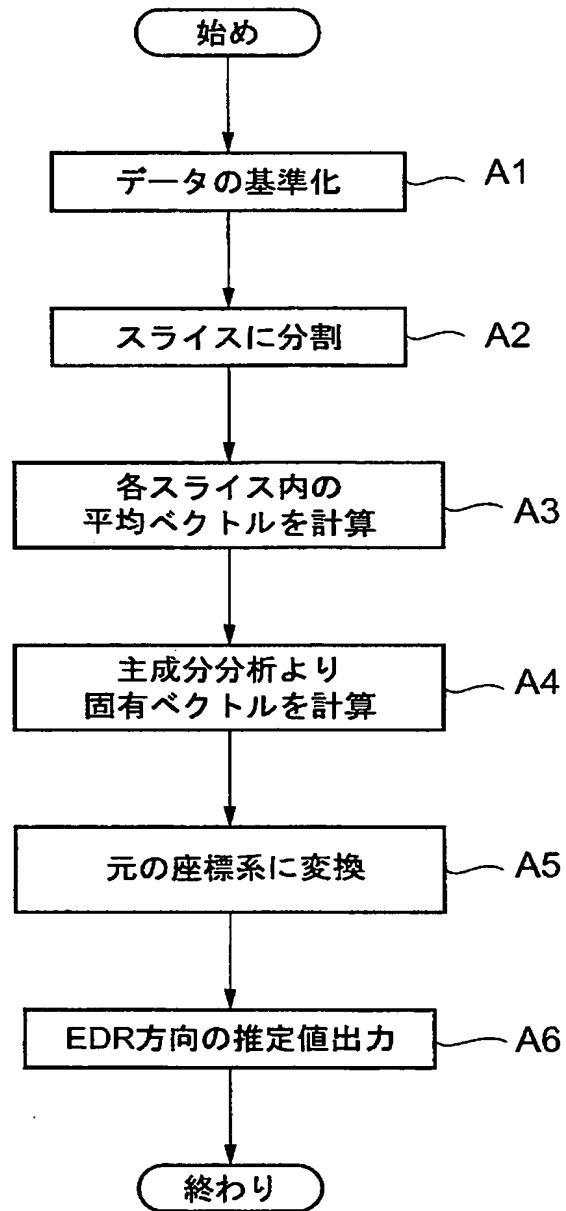 始め
データの基準化
A1
スライスに分割
A2
各スライス内の
平均ベクトルを計算
A3
主成分分析より
固有ベクトルを計算
A4
元の座標系に変換
A5
EDR方向の推定値出力
A6
終わり